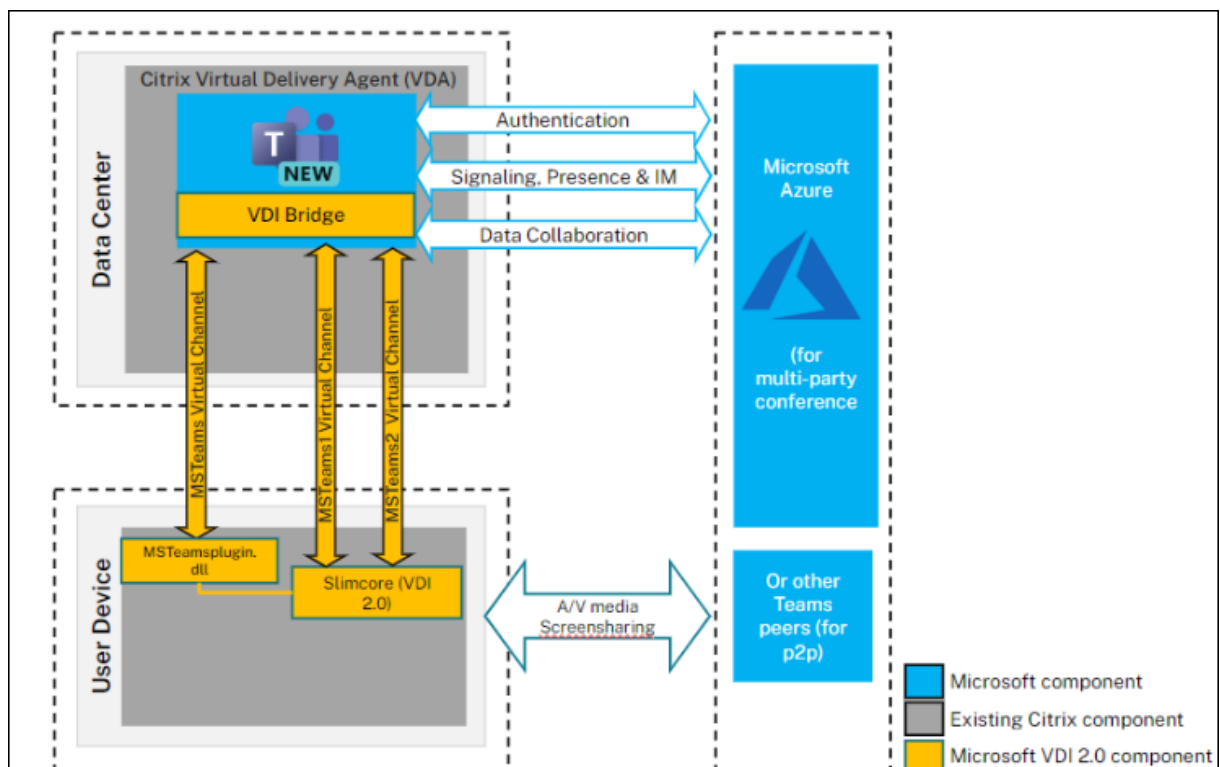 Citrix Virtual Delivery Agent (VDA)
Data Center
T
NEW
VDI Bridge
Authentication
Signaling, Presence & IM
Data Collaboration
Microsoft
Azure
(for
multi-party
conference
MSTeams Virtual Channel
MSTeams1 Virtual Channel
MSTeams2 Virtual Channel
User Device
MSTeamsplugin.
dll
Slimcore (VDI
2.0)
A/V media
Screensharing
Or other
Teams
peers (for
p2p)
Microsoft component
Existing Citrix component
Microsoft VDI 2.0 component